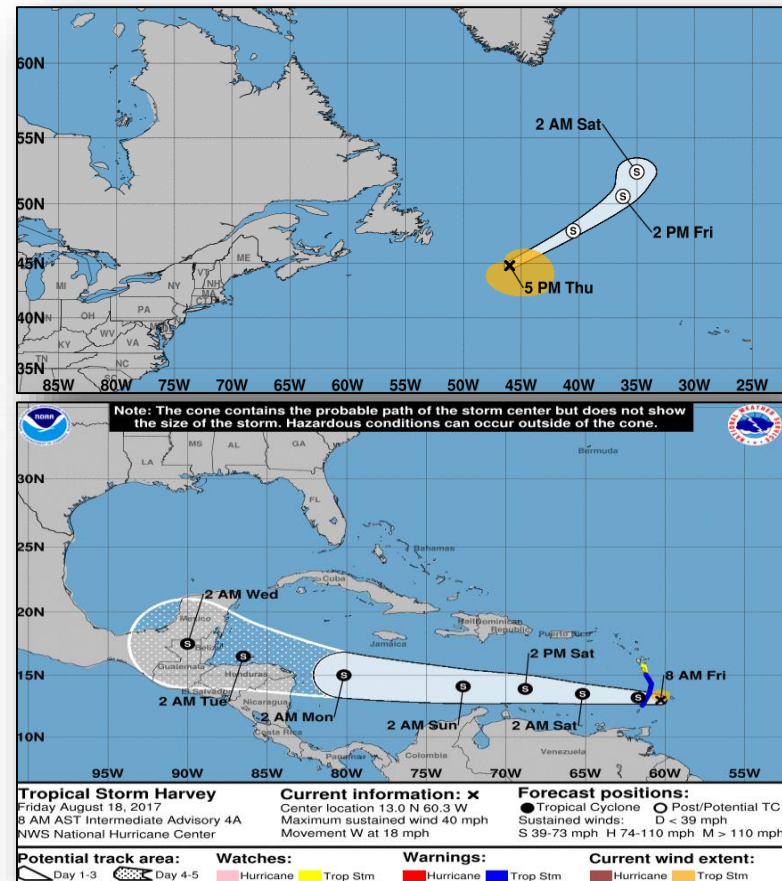 60N
55N
50N
45N
40N
35N
2 AM Sat
S
S
2 PM Fri
S
5 PM Thu
ME
VT
NH
MA
CT
NY
MI
PA
OH
WV
VA
KY
TN
NC
85W 80W 75W 70W 65W 60W 55W 50W 45W 40W 35W 30W 25W
NOAA
Note: The cone contains the probable path of the storm center but does not show
the size of the storm. Hazardous conditions can occur outside of the cone.
NATIONAL WEATHER SERVICE
MS AL GA
LA
FL
Bermuda
30N
25N
20N
15N
10N
Bahamas
Cuba
2 AM Wed
Mexico
Haiti Dominican
Republic
Puerto Rico
Jamaica
2 PM Sat
8 AM Fri
S S S S S S S
Belize
Guatemala
Honduras
El Salvador
2 AM Tue
Nicaragua
2 AM Mon
2 AM Sun
2 AM Sat
Costa Rica
Panama
Colombia
Venezuela
95W 90W 85W 80W 75W 70W 65W 60W 55W
Tropical Storm Harvey
Friday August 18, 2017
8 AM AST Intermediate Advisory 4A
NWS National Hurricane Center
Current information: x
Center location 13.0 N 60.3 W
Maximum sustained wind 40 mph
Movement W at 18 mph
Forecast positions:
Tropical Cyclone Post/Potential TC
Sustained winds: D < 39 mph
S 39-73 mph H 74-110 mph M > 110 mph
Potential track area:
Day 1-3 Day 4-5
Watches:
Hurricane Trop Stm
Warnings:
Hurricane Trop Stm
Current wind extent:
Hurricane Trop Stm